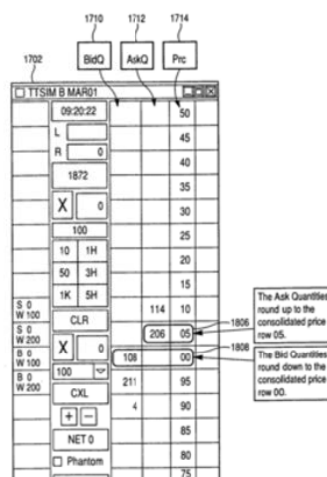 1710
1712
1714
1702
BidQ
AskQ
Prc
TTSIM B MAR01
09:20:22
50
L
45
R 0
40
1872
35
X 0
30
100
25
10 1H
20
50 3H
15
1K 5H
S 0
W 100
114 10
CLR
1806
S 0
W 200
206 05
The Ask Quantities
round up to the
consolidated price
row 05.
X 0
1808
B 0
W 100
108 00
The Bid Quantities
round down to the
consolidated price
row 00.
100
B 0
W 200
211 95
CXL
4 90
+ −
85
NET 0
80
Phantom
75